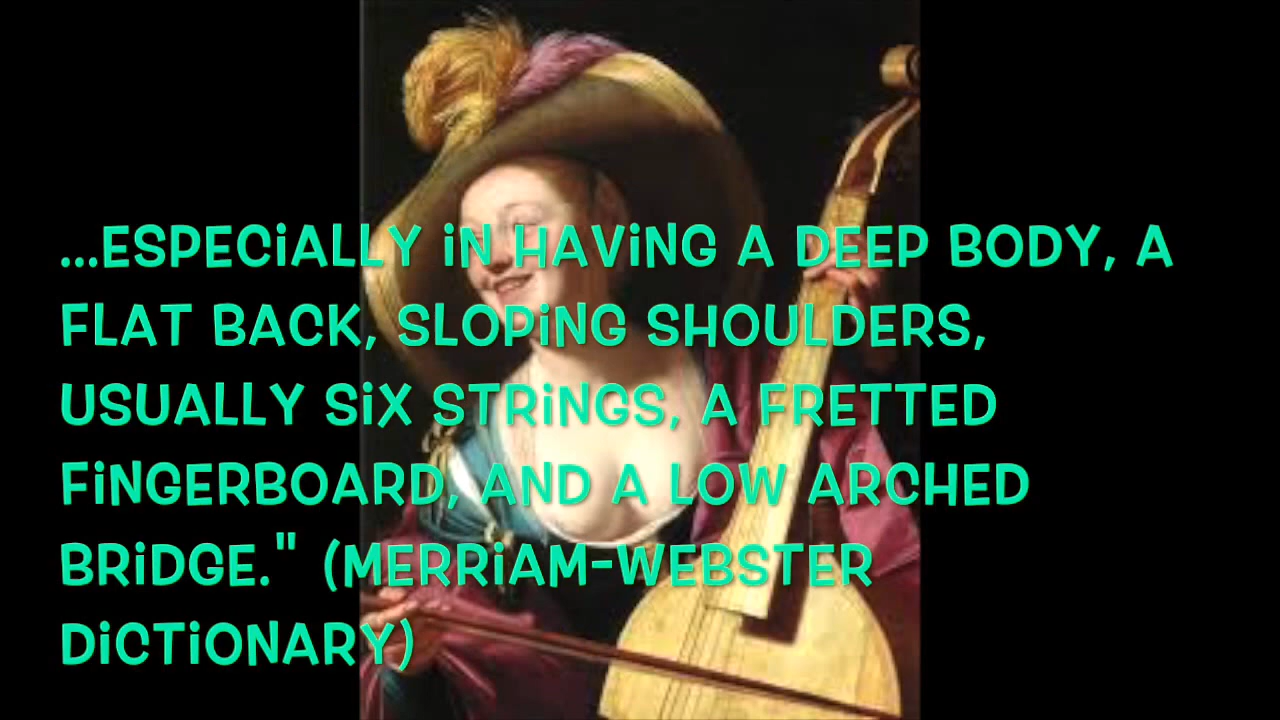 ...ESPECiALLY iN HAViNG A DEEP BODY, A
FLAT BACK, SLOPiNG SHOULDERS,
USUALLY SiX STRiNGS, A FRETTED
FiNGERBOARD, AND A LOW ARCHED
BRiDGE." (MERRiAM-WEBSTER
DiCTiONARY)